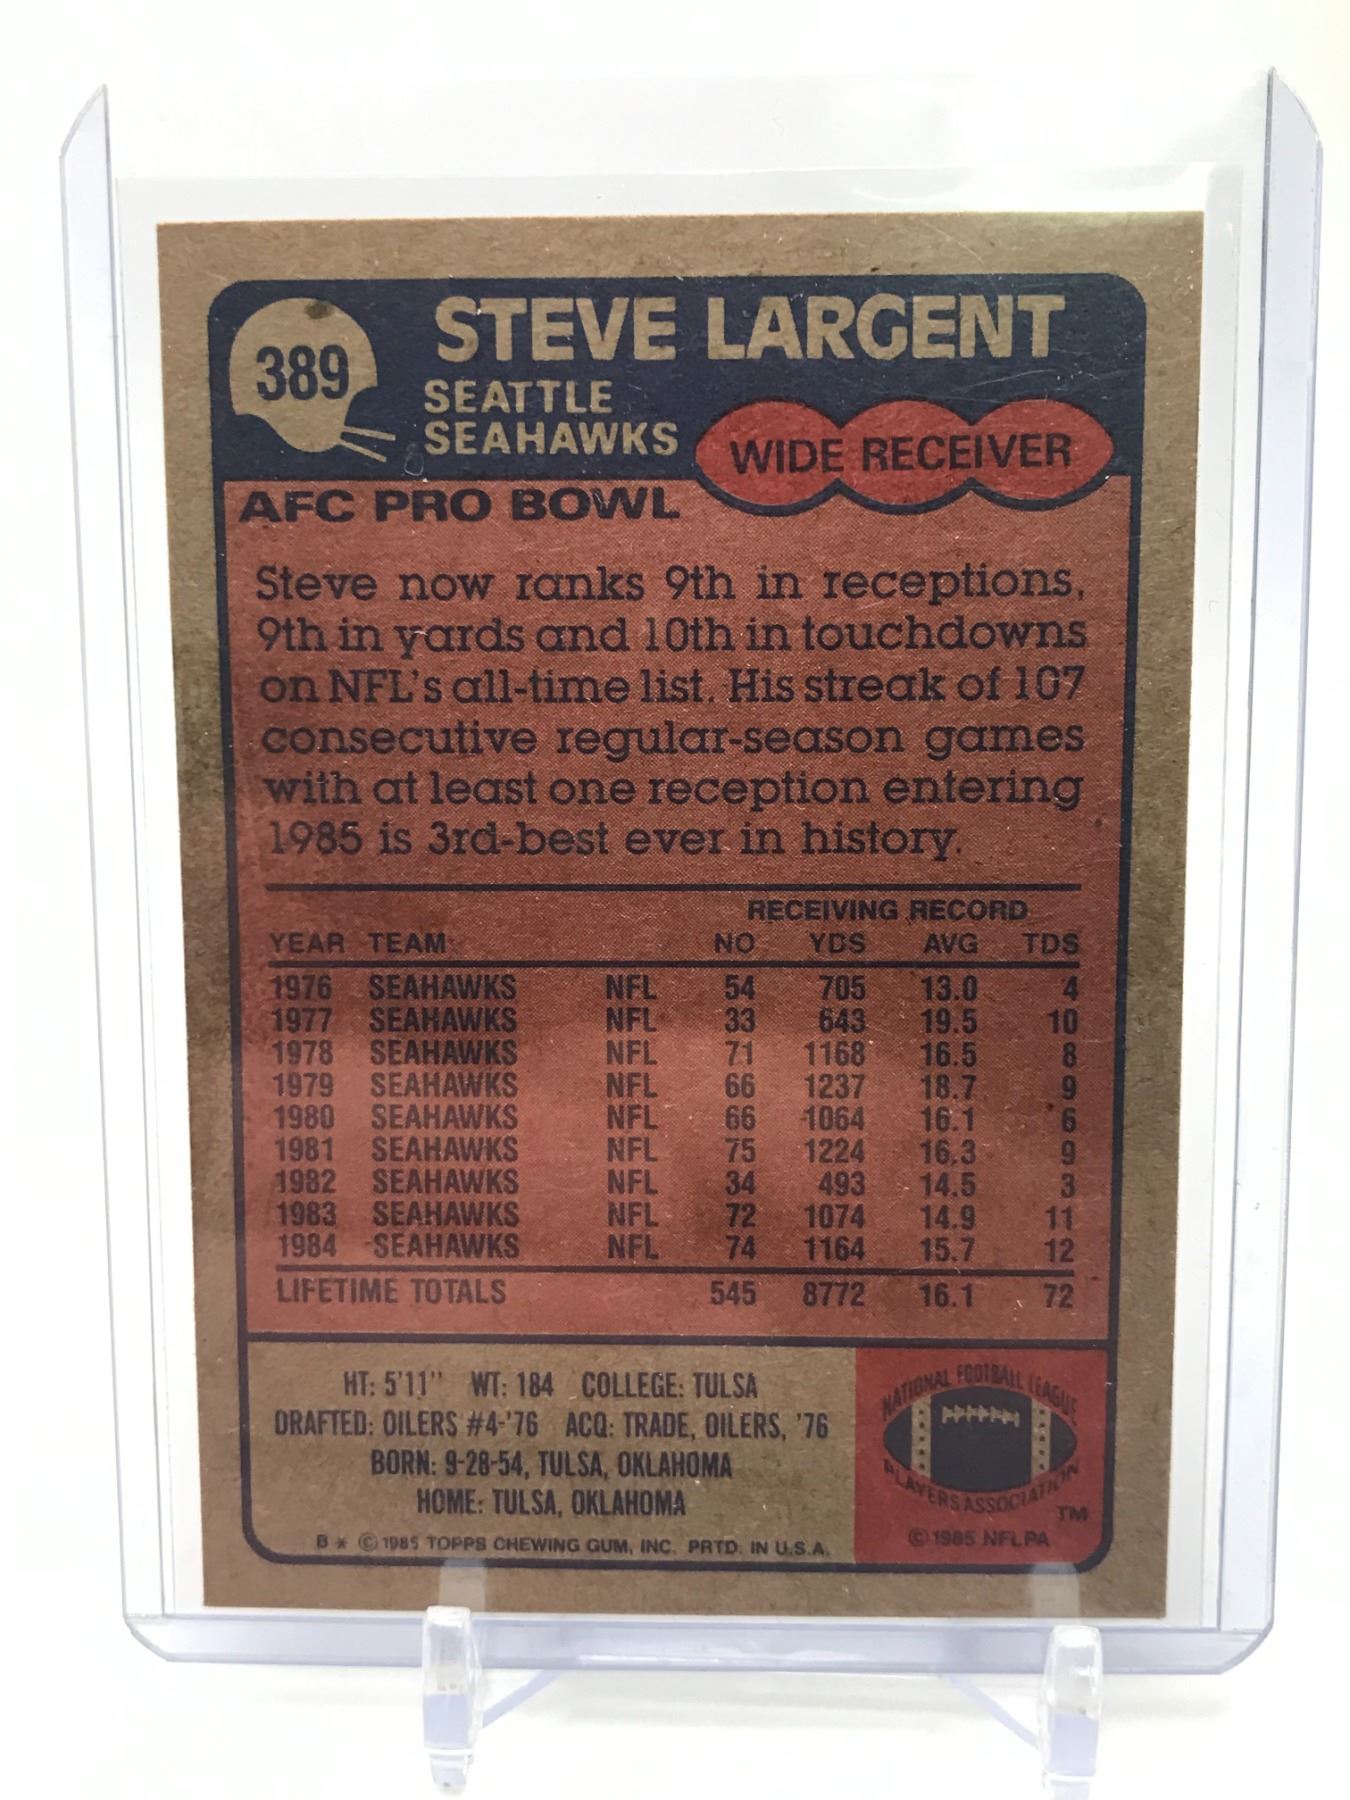 389
STEVE LARGENT
SEATTLE
SEAHAWKS
WIDE RECEIVER
AFC PRO BOWL
Steve now ranks 9th in receptions,
9th in yards and 10th in touchdowns
on NFL's all-time list. His streak of 107
consecutive regular-season games
with at least one reception entering
1985 is 3rd-best ever in history.
RECEIVING RECORD
YEAR TEAM NO YDS AVG TDS
1976 SEAHAWKS NFL 54 705 13.0 4
1977 SEAHAWKS NFL 33 643 19.5 10
1978 SEAHAWKS NFL 71 1168 16.5 8
1979 SEAHAWKS NFL 66 1237 18.7 9
1980 SEAHAWKS NFL 66 1064 16.1 6
1981 SEAHAWKS NFL 75 1224 16.3 9
1982 SEAHAWKS NFL 34 493 14.5 3
1983 SEAHAWKS NFL 72 1074 14.9 11
1984 SEAHAWKS NFL 74 1164 15.7 12
LIFETIME TOTALS 545 8772 16.1 72
HT: 5'11" WT: 184 COLLEGE: TULSA
DRAFTED: OILERS #4-'76 ACQ: TRADE, OILERS, '76
BORN: 9-28-54, TULSA, OKLAHOMA
HOME: TULSA, OKLAHOMA
B * © 1985 TOPPS CHEWING GUM, INC. PRTD. IN U.S.A.
NATIONAL FOOTBALL LEAGUE
PLAYERS ASSOCIATION
TM
© 1985 NFLPA